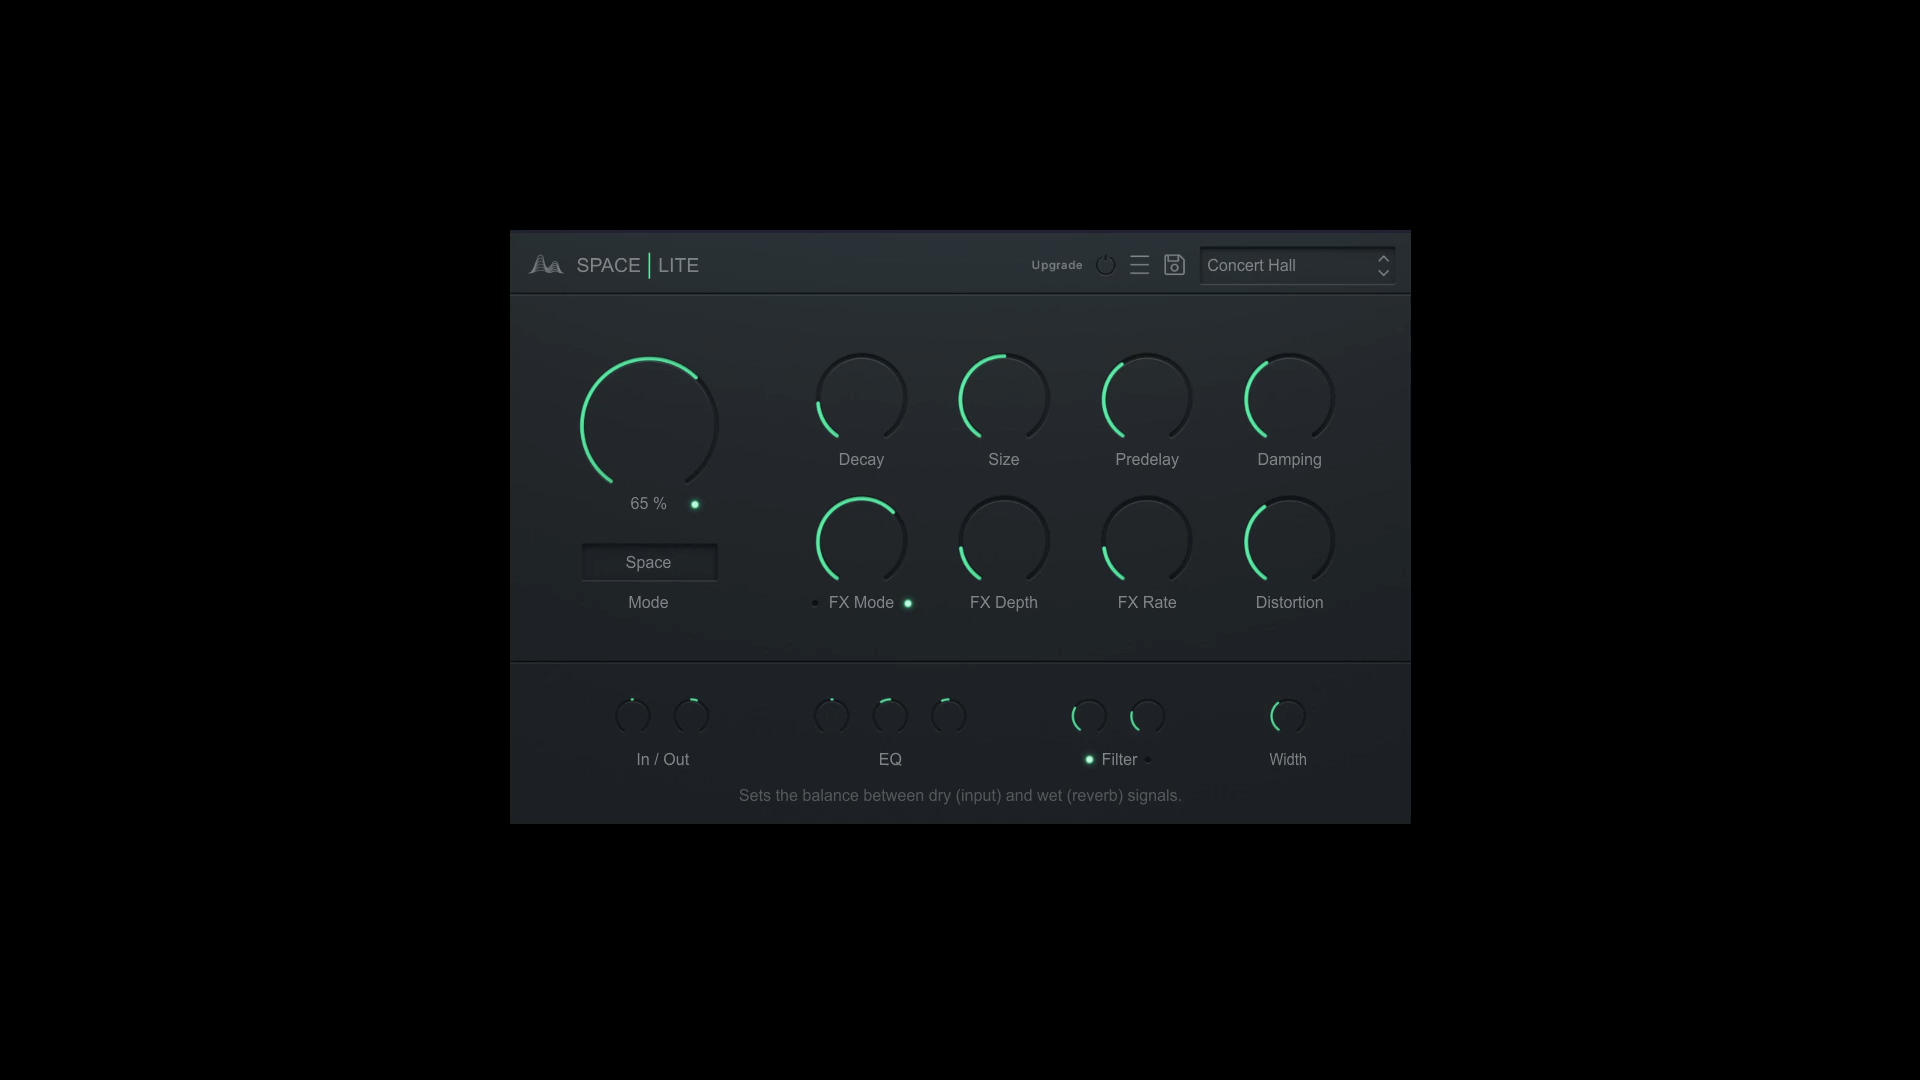 SPACE | LITE
Upgrade
Concert Hall
Decay
Size
Predelay
Damping
65 %
Space
Mode
FX Mode
FX Depth
FX Rate
Distortion
In / Out
EQ
Filter
Width
Sets the balance between dry (input) and wet (reverb) signals.